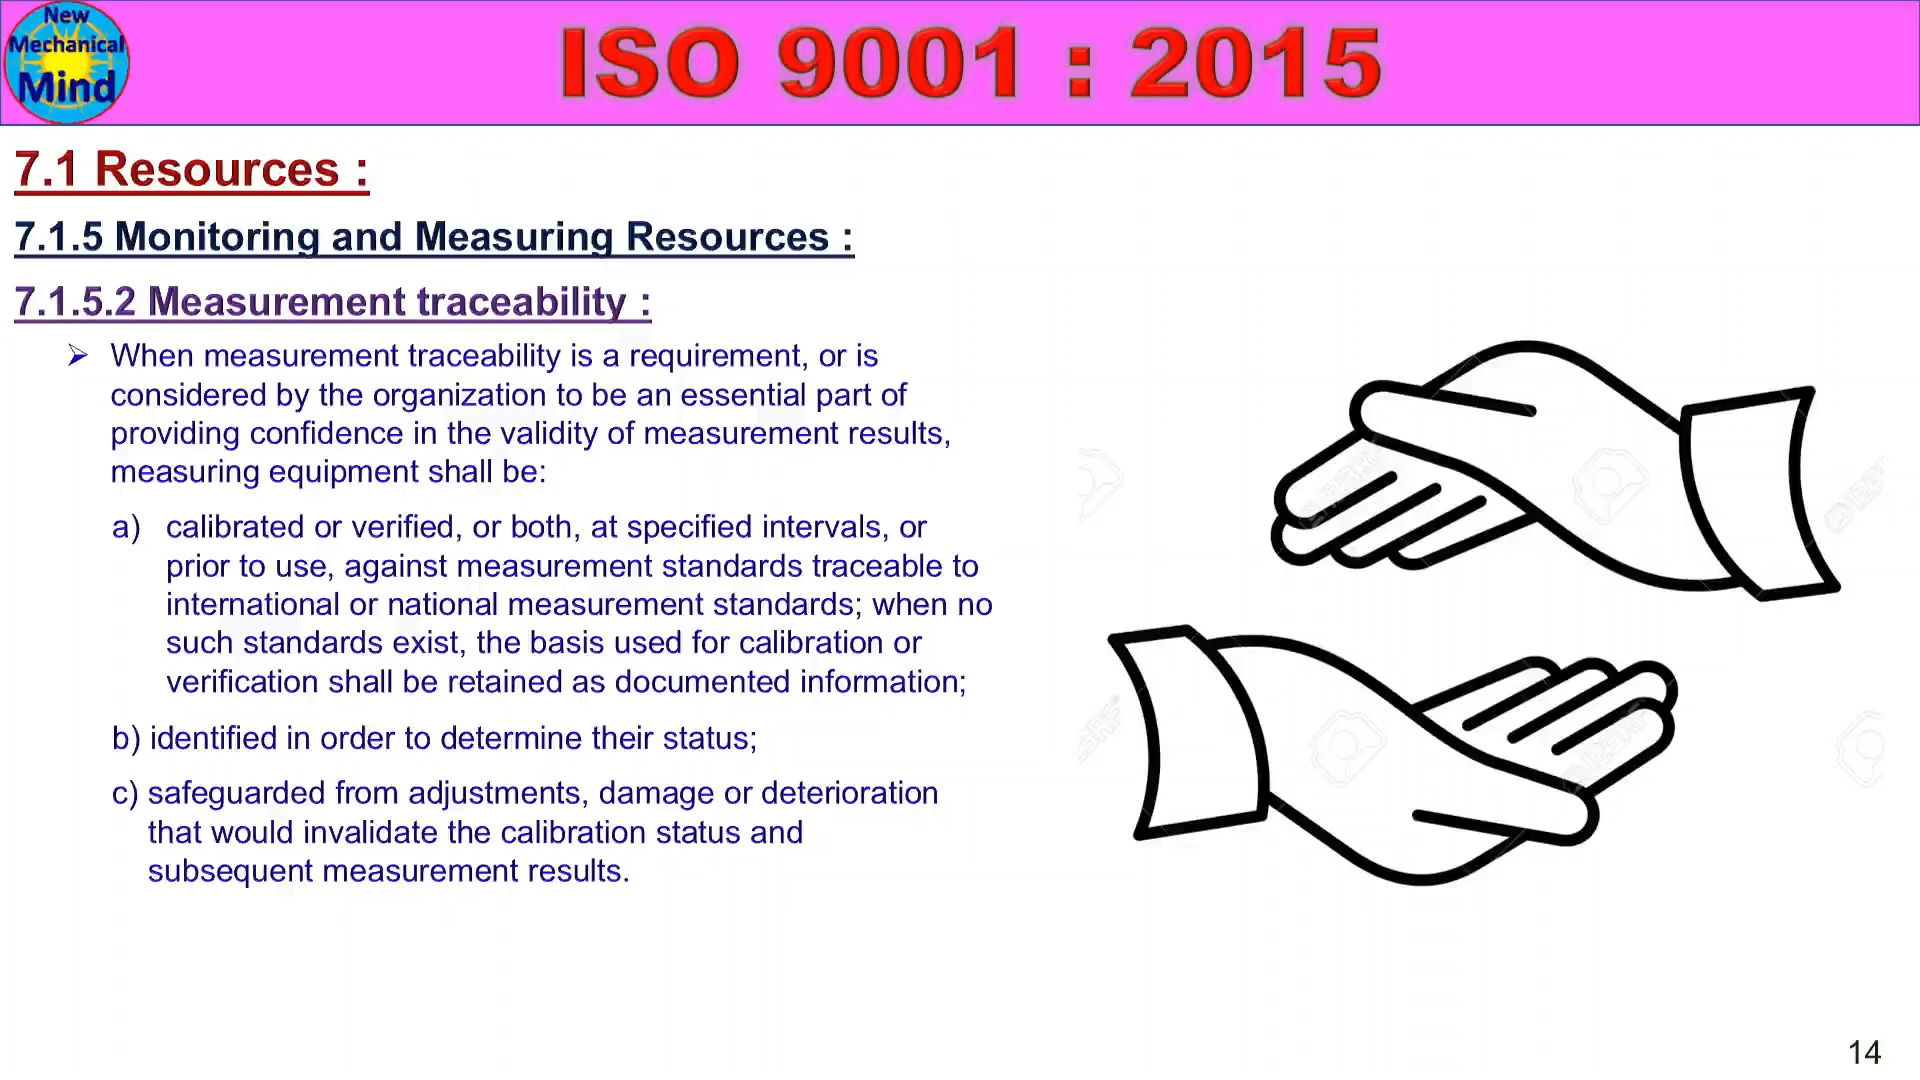 New
Mechanical
Mind
ISO 9001 : 2015
7.1 Resources :
7.1.5 Monitoring and Measuring Resources :
7.1.5.2 Measurement traceability :
➢ When measurement traceability is a requirement, or is
considered by the organization to be an essential part of
providing confidence in the validity of measurement results,
measuring equipment shall be:
a) calibrated or verified, or both, at specified intervals, or
prior to use, against measurement standards traceable to
international or national measurement standards; when no
such standards exist, the basis used for calibration or
verification shall be retained as documented information;
b) identified in order to determine their status;
c) safeguarded from adjustments, damage or deterioration
that would invalidate the calibration status and
subsequent measurement results.
14